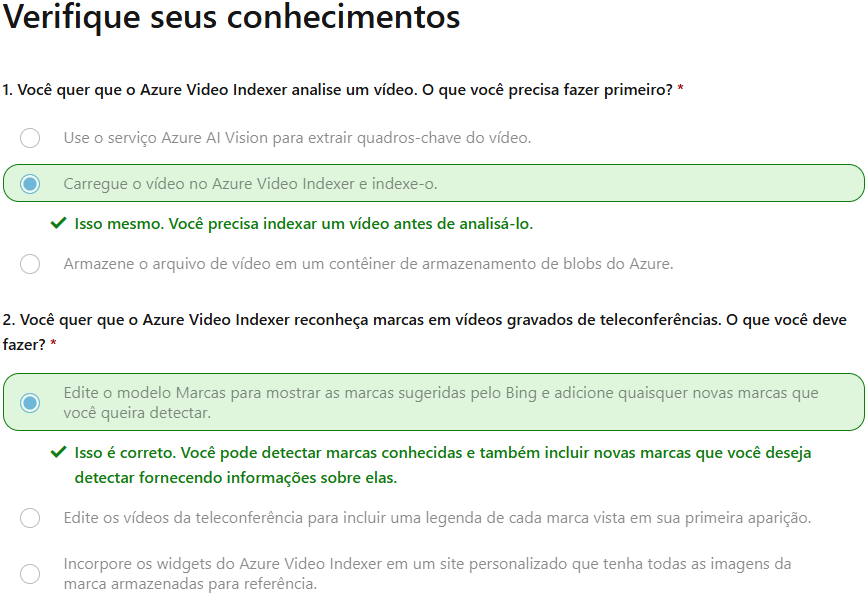 Verifique seus conhecimentos
1. Você quer que o Azure Video Indexer analise um vídeo. O que você precisa fazer primeiro? *
Use o serviço Azure AI Vision para extrair quadros-chave do vídeo.
Carregue o vídeo no Azure Video Indexer e indexe-o.
Isso mesmo. Você precisa indexar um vídeo antes de analisá-lo.
Armazene o arquivo de vídeo em um contêiner de armazenamento de blobs do Azure.
2. Você quer que o Azure Video Indexer reconheça marcas em vídeos gravados de teleconferências. O que você deve
fazer? *
Edite o modelo Marcas para mostrar as marcas sugeridas pelo Bing e adicione quaisquer novas marcas que
você queira detectar.
Isso é correto. Você pode detectar marcas conhecidas e também incluir novas marcas que você deseja
detectar fornecendo informações sobre elas.
Edite os vídeos da teleconferência para incluir uma legenda de cada marca vista em sua primeira aparição.
Incorpore os widgets do Azure Video Indexer em um site personalizado que tenha todas as imagens da
marca armazenadas para referência.